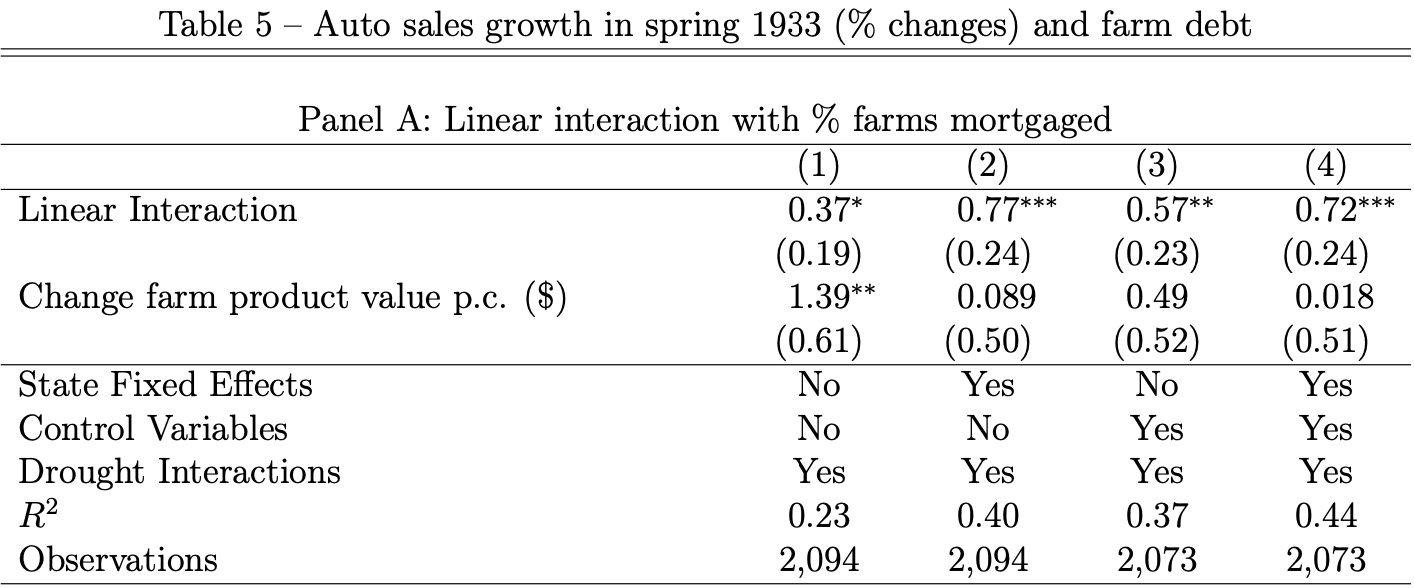 Table 5 – Auto sales growth in spring 1933 (% changes) and farm debt
Panel A: Linear interaction with % farms mortgaged
(1) (2) (3) (4)
Linear Interaction 0.37* 0.77*** 0.57** 0.72***
(0.19) (0.24) (0.23) (0.24)
Change farm product value p.c. ($) 1.39** 0.089 0.49 0.018
(0.61) (0.50) (0.52) (0.51)
State Fixed Effects No Yes No Yes
Control Variables No No Yes Yes
Drought Interactions Yes Yes Yes Yes
R² 0.23 0.40 0.37 0.44
Observations 2,094 2,094 2,073 2,073